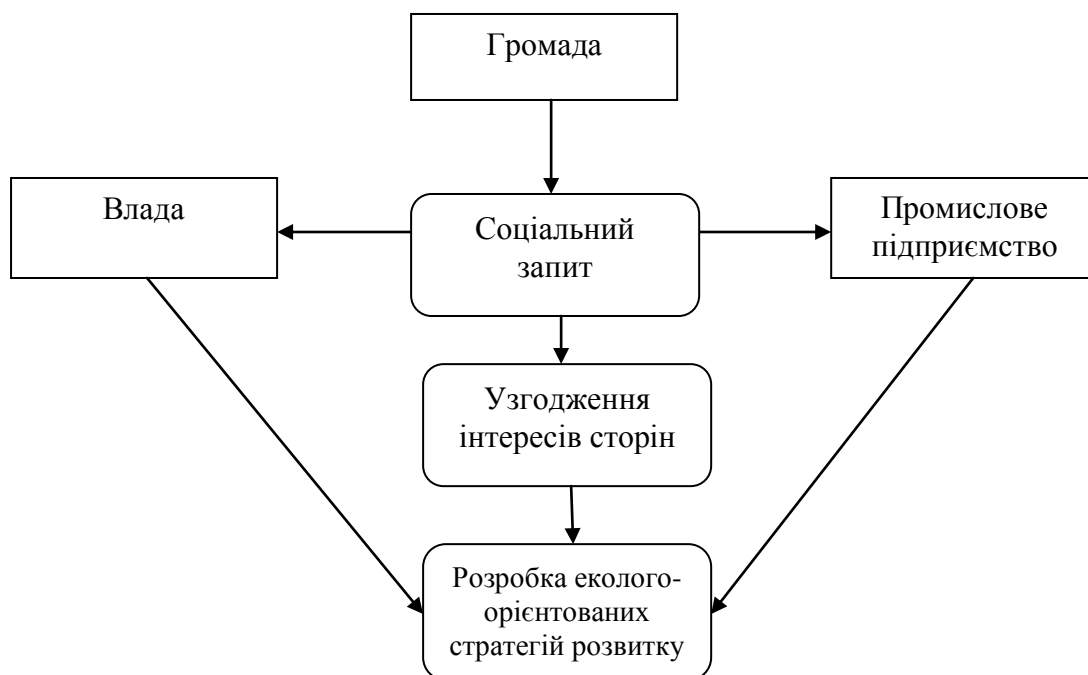 Громада
Влада
Соціальний
запит
Промислове
підприємство
Узгодження
інтересів сторін
Розробка еколого-
орієнтованих
стратегій розвитку